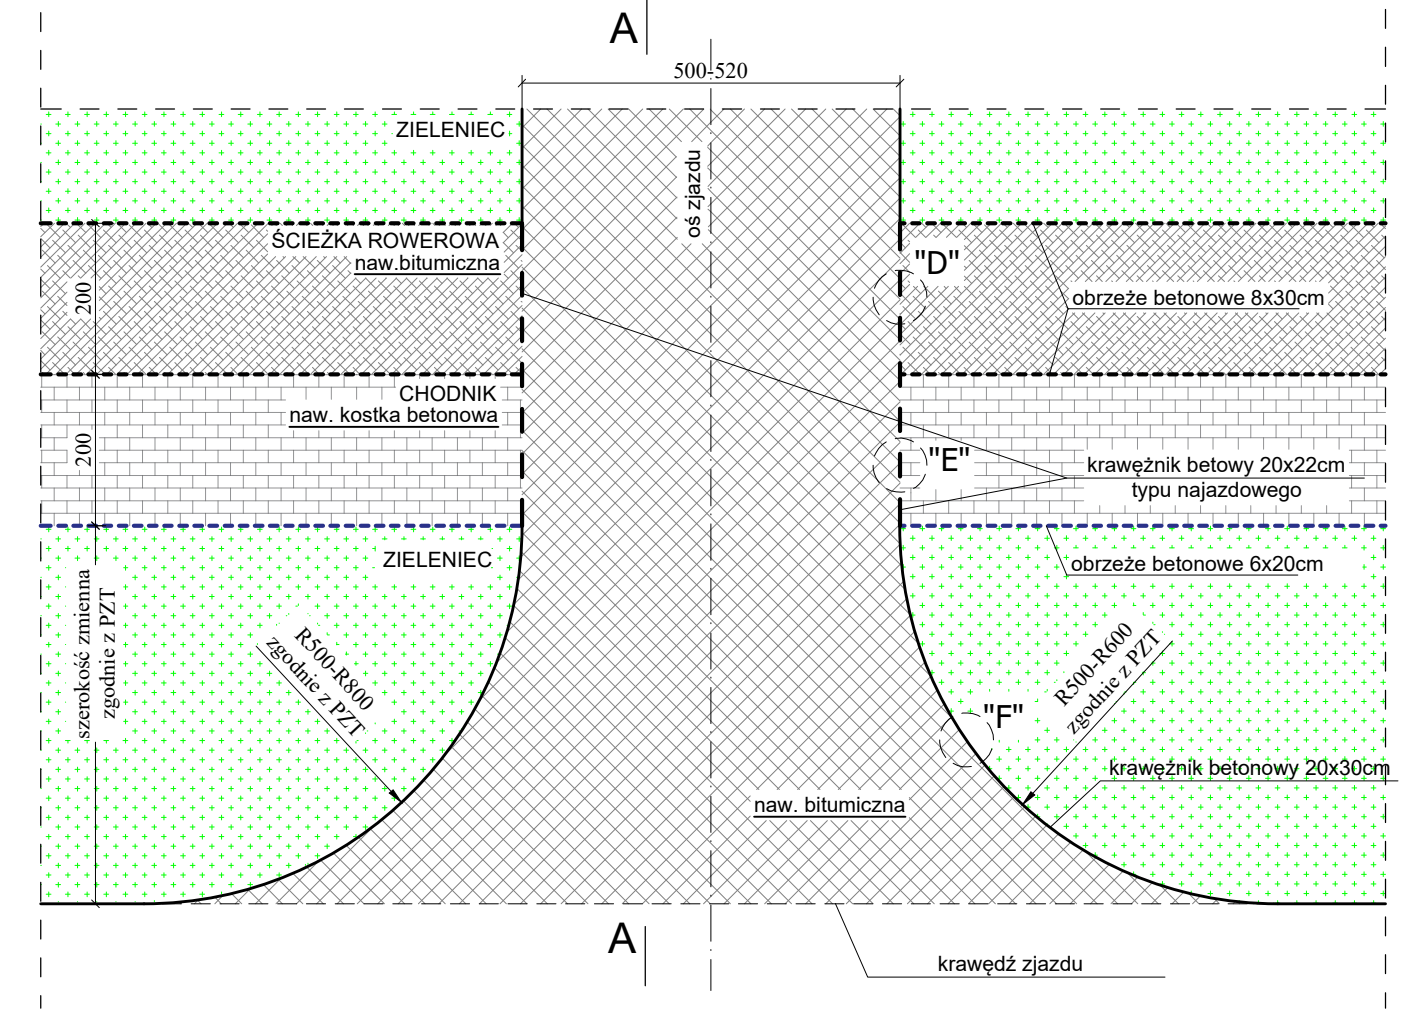 A
500-520
ZIELENIEC
oś zjazdu
ŚCIEŻKA ROWEROWA
naw.bitumiczna
200
"D"
obrzeże betonowe 8x30cm
CHODNIK
naw. kostka betonowa
200
"E"
krawężnik betowy 20x22cm
typu najazdowego
ZIELENIEC
obrzeże betonowe 6x20cm
szerokość zmienna
zgodnie z PZT
R500-R800
zgodnie z PZT
R500-R600
zgodnie z PZT
"F"
krawężnik betonowy 20x30cm
naw. bitumiczna
A
krawędź zjazdu